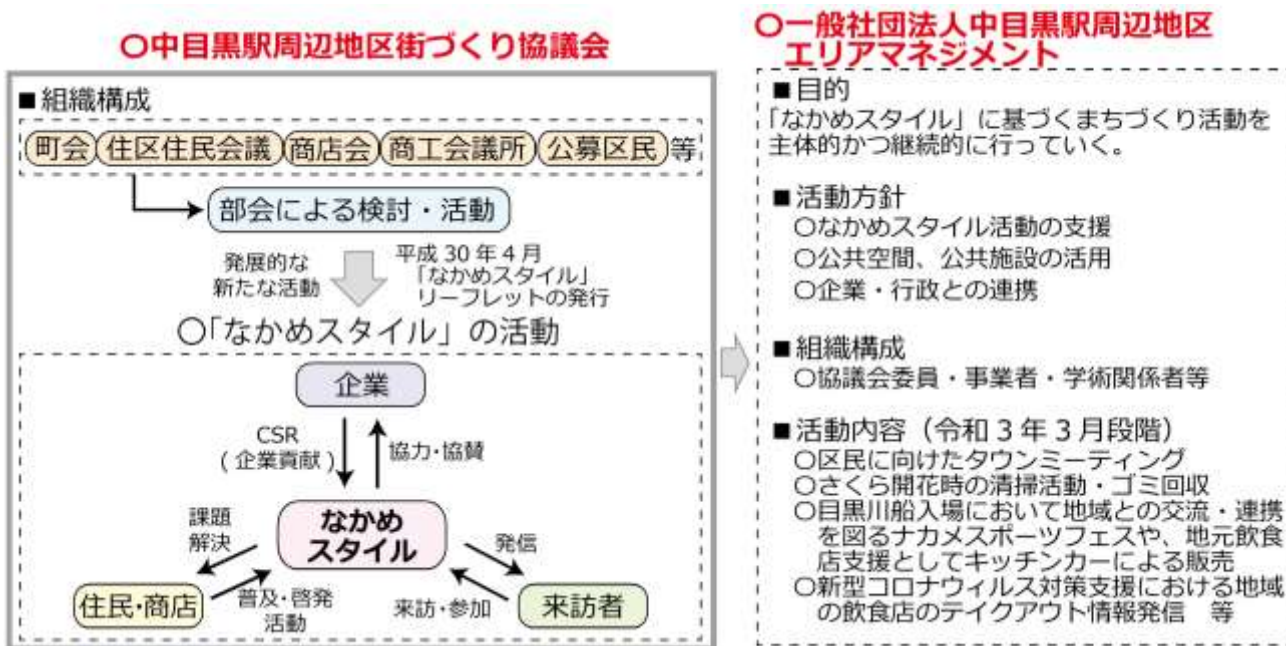 〇中目黒駅周辺地区街づくり協議会
■組織構成
町会 住区住民会議 商店会 商工会議所 公募区民 等
部会による検討・活動
発展的な
新たな活動
平成30年4月
「なかめスタイル」
リーフレットの発行
〇「なかめスタイル」の活動
企業
CSR
(企業貢献)
協力・協賛
なかめ
スタイル
課題
解決
発信
住民・商店
普及・啓発
活動
来訪・参加
来訪者
〇一般社団法人中目黒駅周辺地区
エリアマネジメント
■目的
「なかめスタイル」に基づくまちづくり活動を
主体的かつ継続的に行っていく。
■活動方針
〇なかめスタイル活動の支援
〇公共空間、公共施設の活用
〇企業・行政との連携
■組織構成
〇協議会委員・事業者・学術関係者等
■活動内容（令和3年3月段階）
〇区民に向けたタウンミーティング
〇さくら開花時の清掃活動・ゴミ回収
〇目黒川船入場において地域との交流・連携
を図るナカメスポーツフェスや、地元飲食
店支援としてキッチンカーによる販売
〇新型コロナウィルス対策支援における地域
の飲食店のテイクアウト情報発信　等